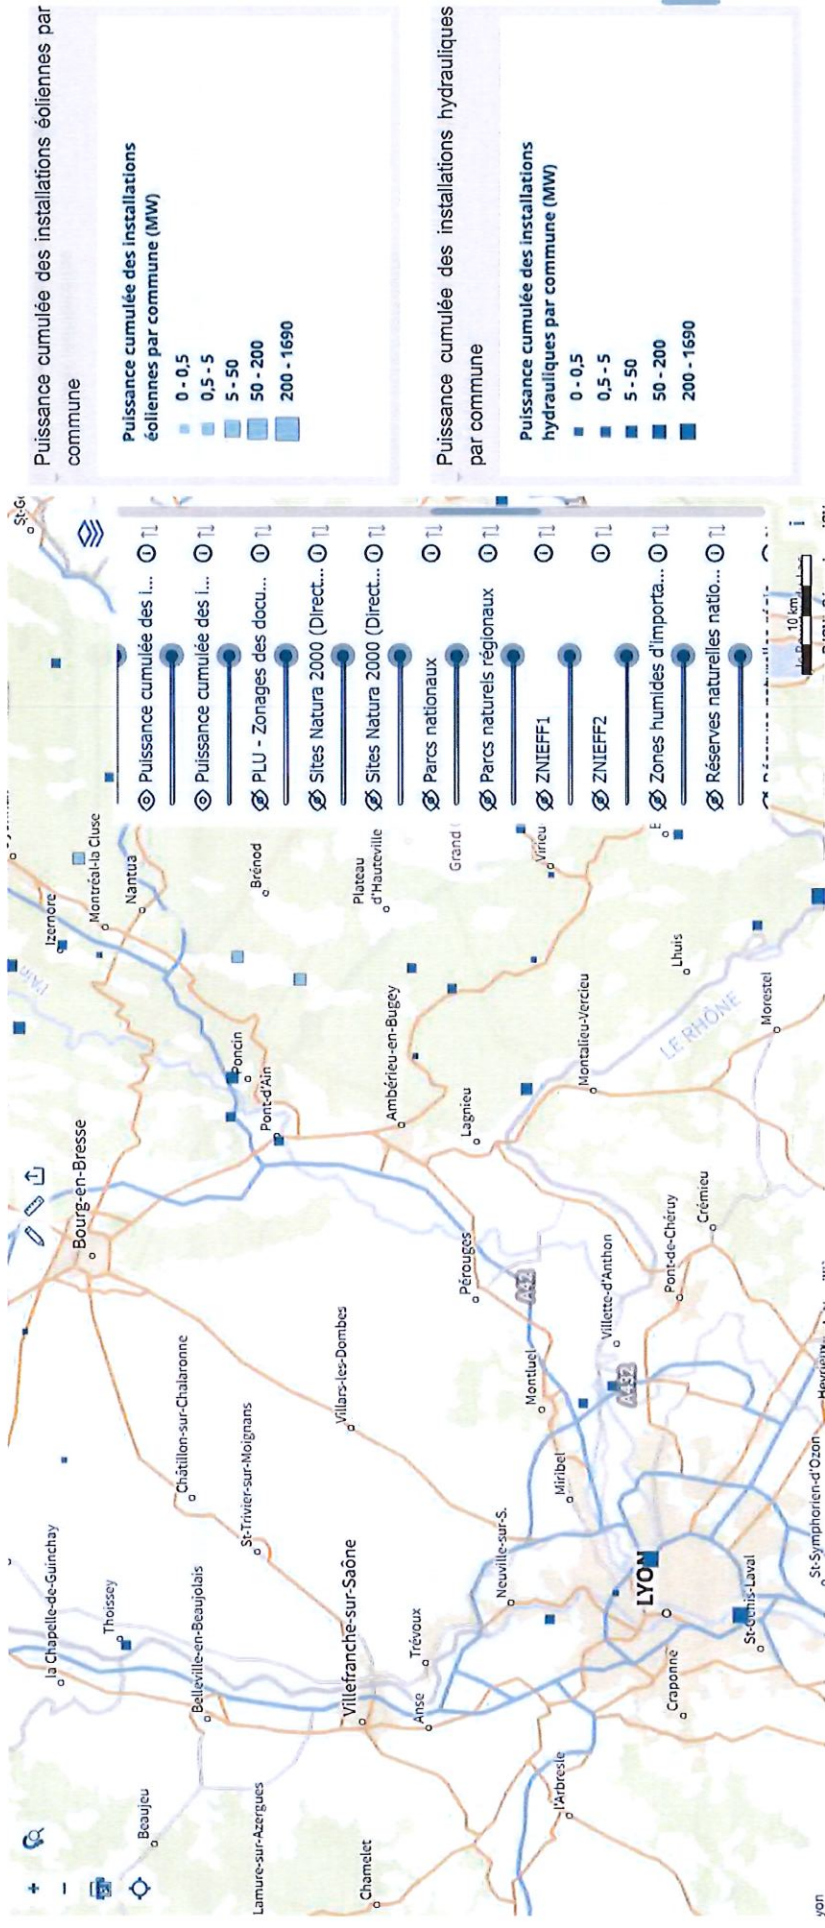 Puissance cumulée des installations éoliennes par
commune
Puissance cumulée des installations
éoliennes par commune (MW)
0 - 0,5
0,5 - 5
5 - 50
50 - 200
200 - 1690
Puissance cumulée des installations hydrauliques
par commune
Puissance cumulée des installations
hydrauliques par commune (MW)
0 - 0,5
0,5 - 5
5 - 50
50 - 200
200 - 1690
Puissance cumulée des i...
Puissance cumulée des i...
PLU - Zonages des docu...
Sites Natura 2000 (Direct...
Sites Natura 2000 (Direct...
Parcs nationaux
Parcs naturels régionaux
ZNIEFF1
ZNIEFF2
Zones humides d'importa...
Réserves naturelles natio...
10 km
i
+
−
St-G
Izernore
Montréal-la Cluse
Nantua
Brénod
Plateau
d'Hauteville
Grand
Virieu
Lhuis
LE RHÔNE
Morestel
Montalieu-Vercieu
L'Ain
Poncin
Pont-d'Ain
Ambérieu-en-Bugey
Lagnieu
Bourg-en-Bresse
Pérouges
A42
Villette-d'Anthon
Pont-de-Chéruy
Crémieu
Villars-les-Dombes
Montluel
A432
Châtillon-sur-Chalaronne
St-Trivier-sur-Moignans
Miribel
Neuville-sur-S.
la Chapelle-de-Guinchay
Thoissey
Belleville-en-Beaujolais
Villefranche-sur-Saône
Trévoux
Anse
LYON
St-Genis-Laval
St-Symphorien-d'Ozon
Heyrieux
Craponne
l'Arbresle
Beaujeu
Lamure-sur-Azergues
Chamelet
yon